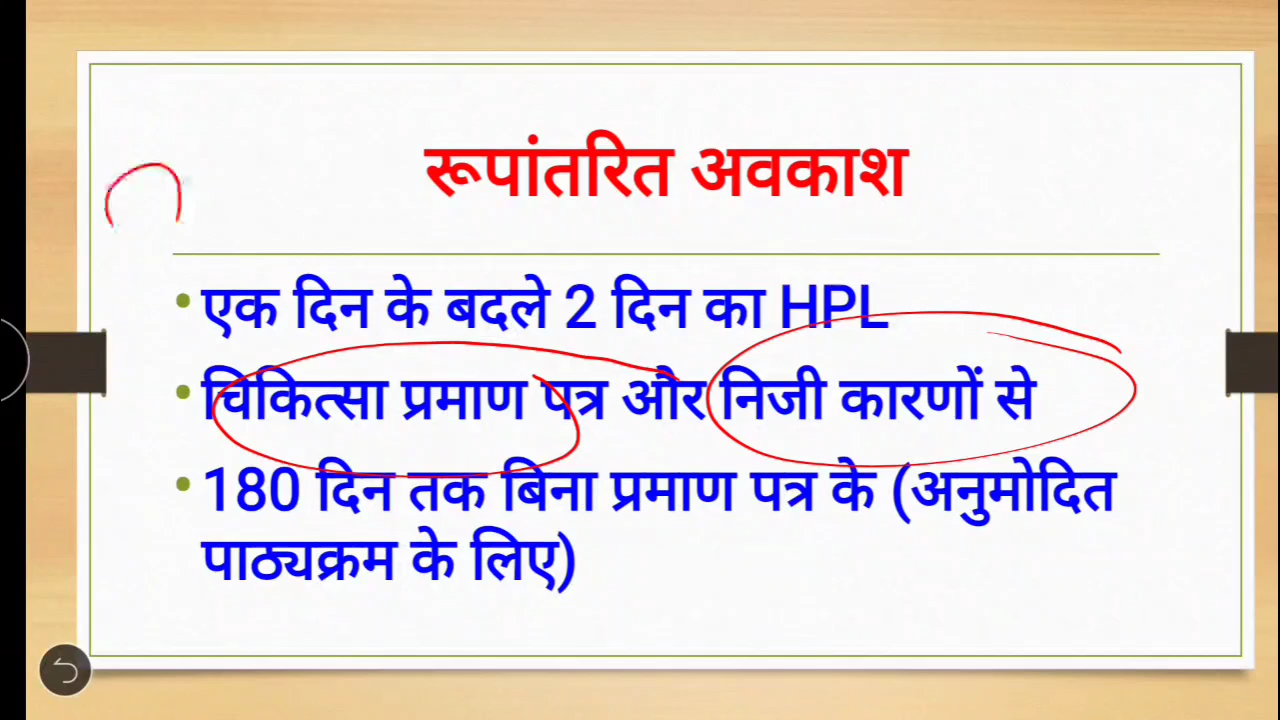 रूपांतरित अवकाश
• एक दिन के बदले 2 दिन का HPL
• चिकित्सा प्रमाण पत्र और निजी कारणों से
• 180 दिन तक बिना प्रमाण पत्र के (अनुमोदित
पाठ्यक्रम के लिए)